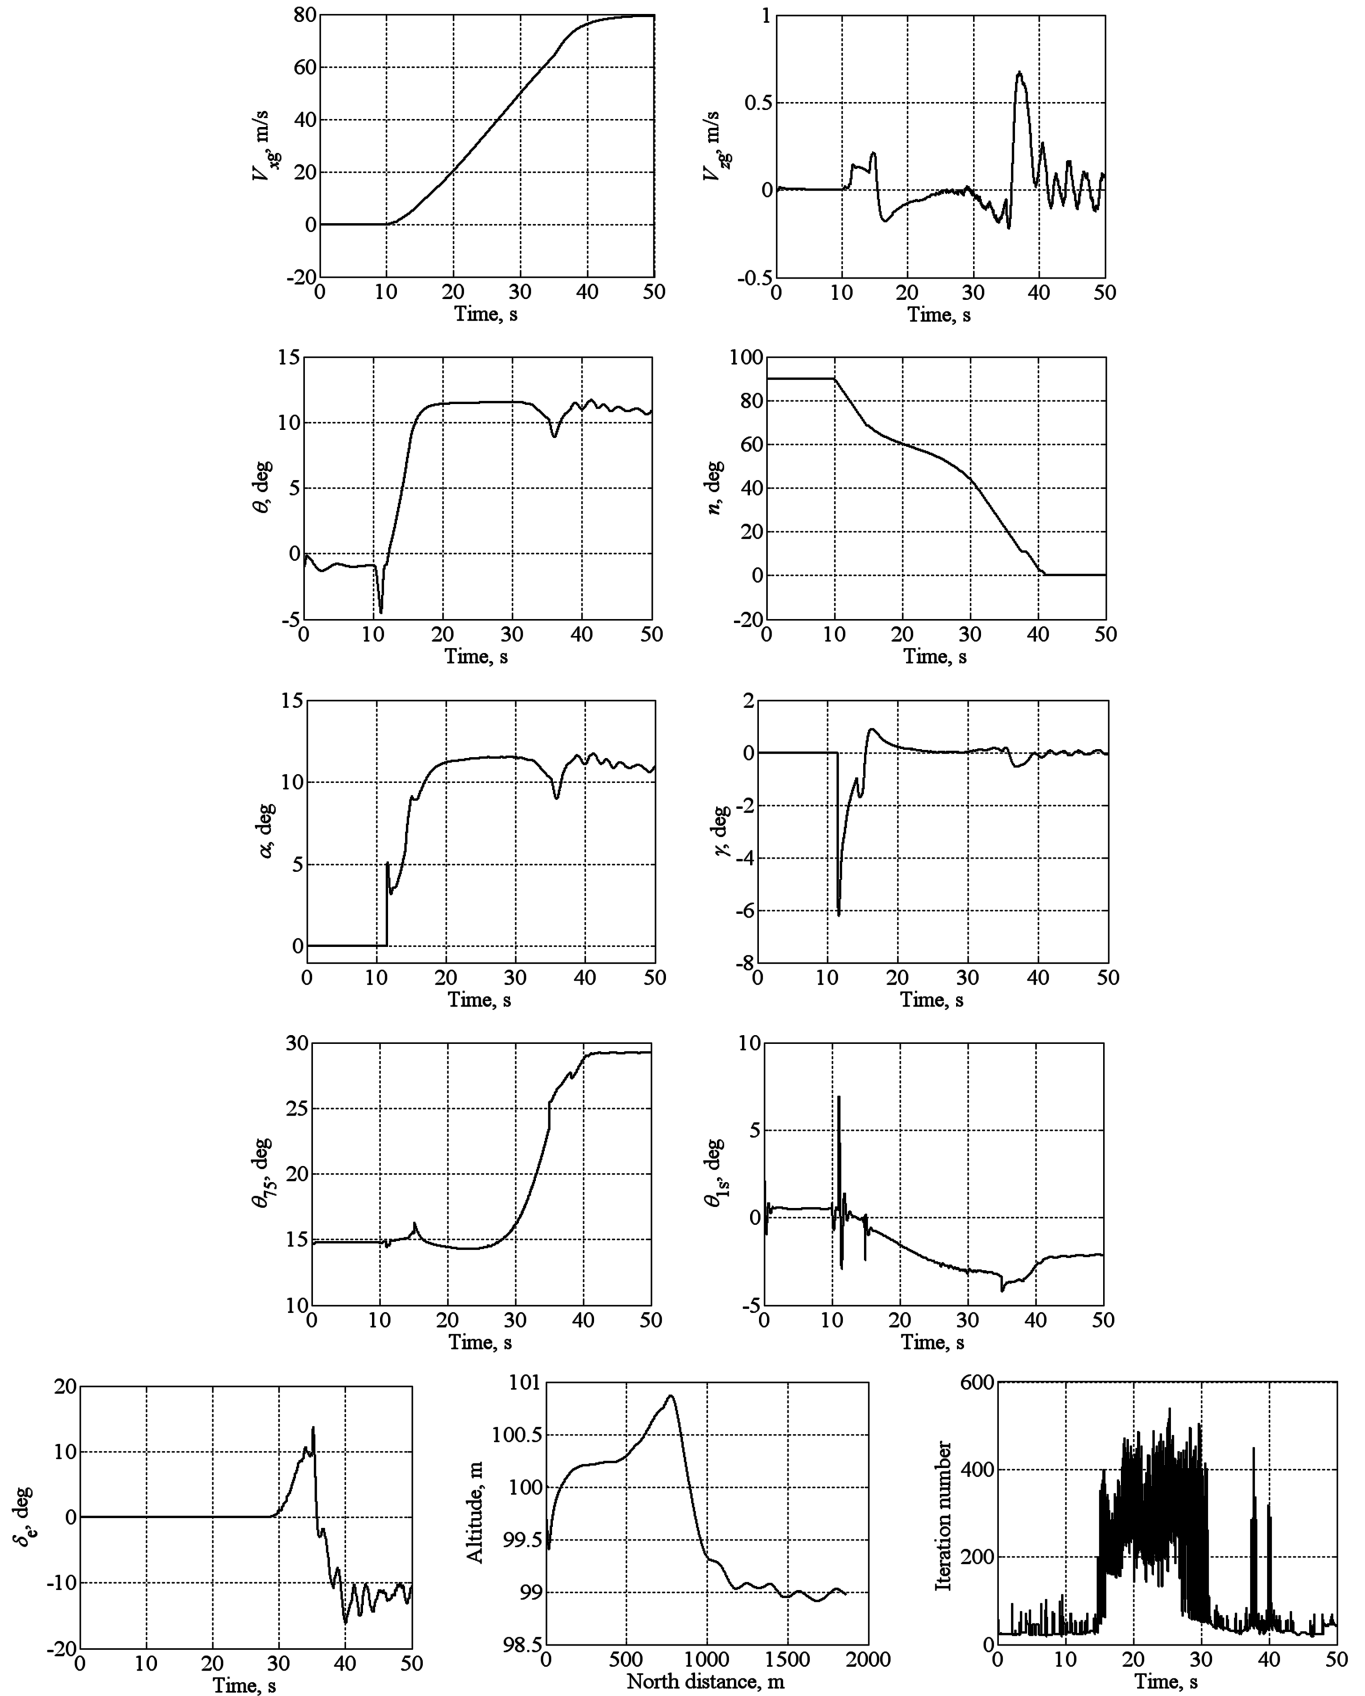 80
60
40
20
0
-20
0 10 20 30 40 50
Time, s
Vxg, m/s
1
0.5
0
-0.5
0 10 20 30 40 50
Time, s
Vzg, m/s
15
10
5
0
-5
0 10 20 30 40 50
Time, s
θ, deg
100
80
60
40
20
0
-20
0 10 20 30 40 50
Time, s
n, deg
15
10
5
0
0 10 20 30 40 50
Time, s
α, deg
2
0
-2
-4
-6
-8
0 10 20 30 40 50
Time, s
γ, deg
30
25
20
15
10
0 10 20 30 40 50
Time, s
θ75, deg
10
5
0
-5
0 10 20 30 40 50
Time, s
θ1s, deg
20
10
0
-10
-20
0 10 20 30 40 50
Time, s
δe, deg
101
100.5
100
99.5
99
98.5
0 500 1000 1500 2000
North distance, m
Altitude, m
600
400
200
0
0 10 20 30 40 50
Time, s
Iteration number